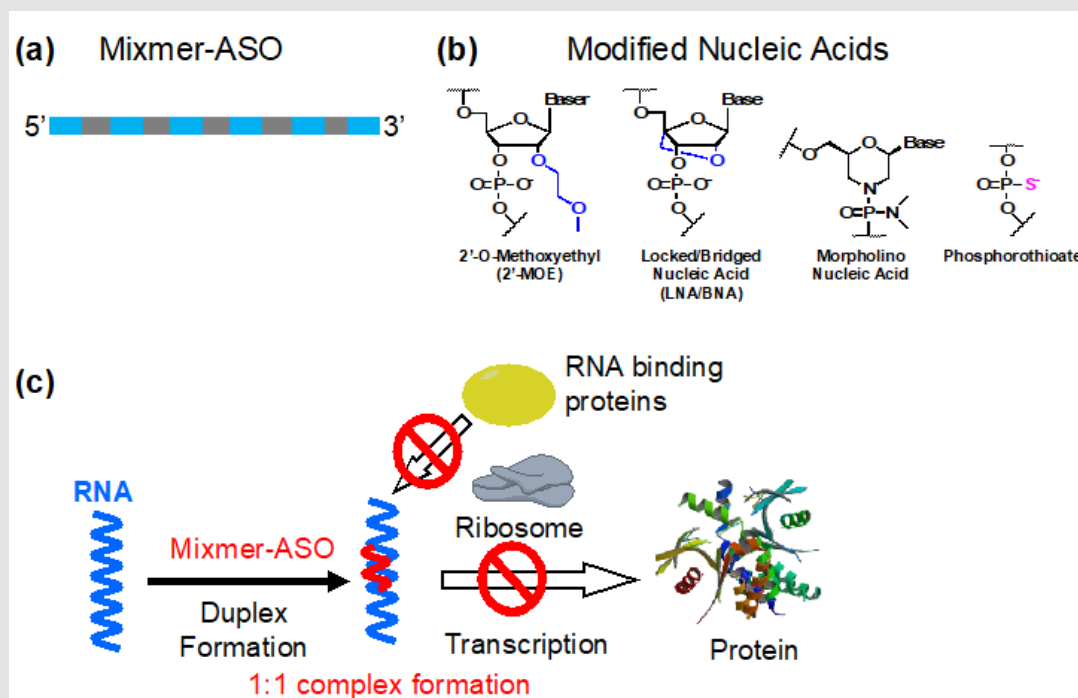 (a) Mixmer-ASO
5' 3'
(b) Modified Nucleic Acids
O O Baser
O O
O=P-O-
O
O
O O Base
O O
O=P-O-
O
O O Base
N
O=P-N
O
O=P-S-
O
2'-O-Methoxyethyl
(2'-MOE)
Locked/Bridged
Nucleic Acid
(LNA/BNA)
Morpholino
Nucleic Acid
Phosphorothioate
(c)
RNA binding
proteins
RNA
Mixmer-ASO
Duplex
Formation
1:1 complex formation
Ribosome
Transcription
Protein